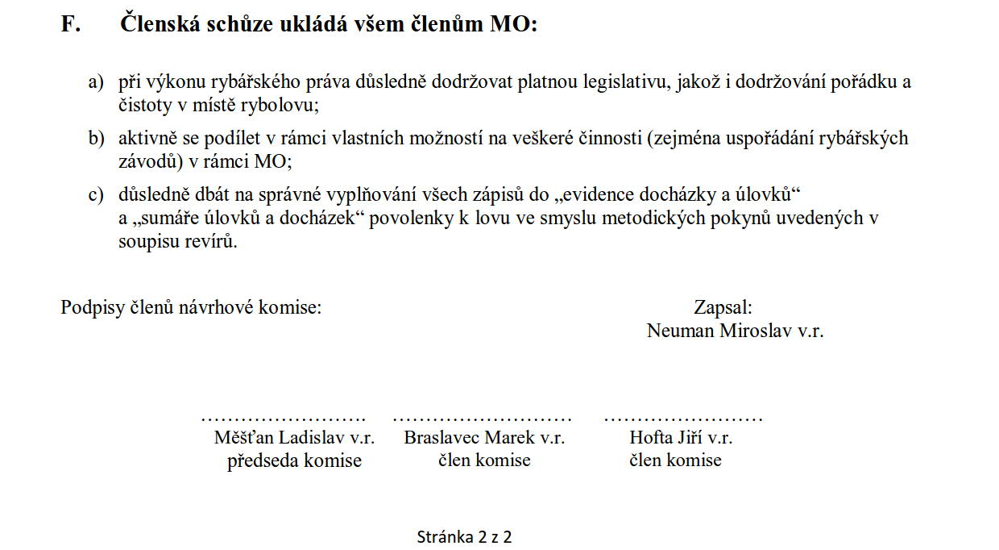 F. Členská schůze ukládá všem členům MO:
a) při výkonu rybářského práva důsledně dodržovat platnou legislativu, jakož i dodržování pořádku a
čistoty v místě rybolovu;
b) aktivně se podílet v rámci vlastních možností na veškeré činnosti (zejména uspořádání rybářských
závodů) v rámci MO;
c) důsledně dbát na správné vyplňování všech zápisů do „evidence docházky a úlovků“
a „sumáře úlovků a docházek“ povolenky k lovu ve smyslu metodických pokynů uvedených v
soupisu revírů.
Podpisy členů návrhové komise: Zapsal:
Neuman Miroslav v.r.
……………………. ……………………… ……………………
Měšťan Ladislav v.r. Braslavec Marek v.r. Hofta Jiří v.r.
předseda komise člen komise člen komise
Stránka 2 z 2